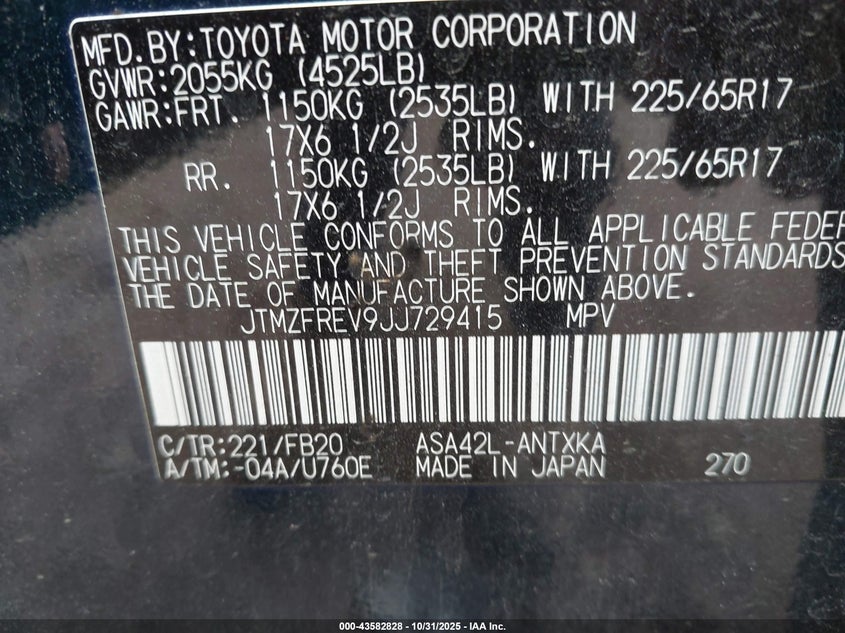 MFD.BY:TOYOTA MOTOR CORPORATION
GVWR:2055KG (4525LB)
GAWR:FRT. 1150KG (2535LB) WITH 225/65R17
17X6 1/2J RIMS.
RR. 1150KG (2535LB) WITH 225/65R17
17X6 1/2J RIMS.
THIS VEHICLE CONFORMS TO ALL APPLICABLE FEDER
VEHICLE SAFETY AND THEFT PREVENTION STANDARDS
THE DATE OF MANUFACTURE SHOWN ABOVE.
JTMZFREV9JJ729415 MPV
C/TR:221/FB20 ASA42L-ANTXKA
A/TM:-04A/U760E MADE IN JAPAN 270
000-43582828 - 10/31/2025 - IAA Inc.